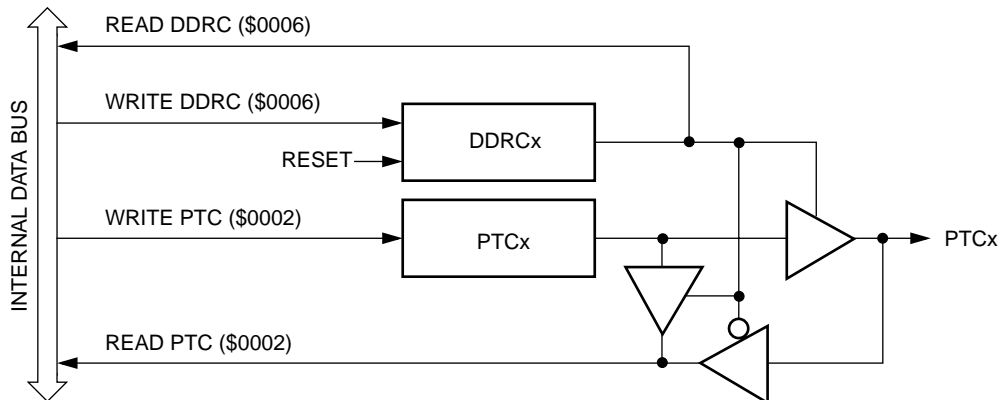 READ DDRC ($0006)
WRITE DDRC ($0006)
DDRCx
RESET
INTERNAL DATA BUS
WRITE PTC ($0002)
PTCx
PTCx
READ PTC ($0002)